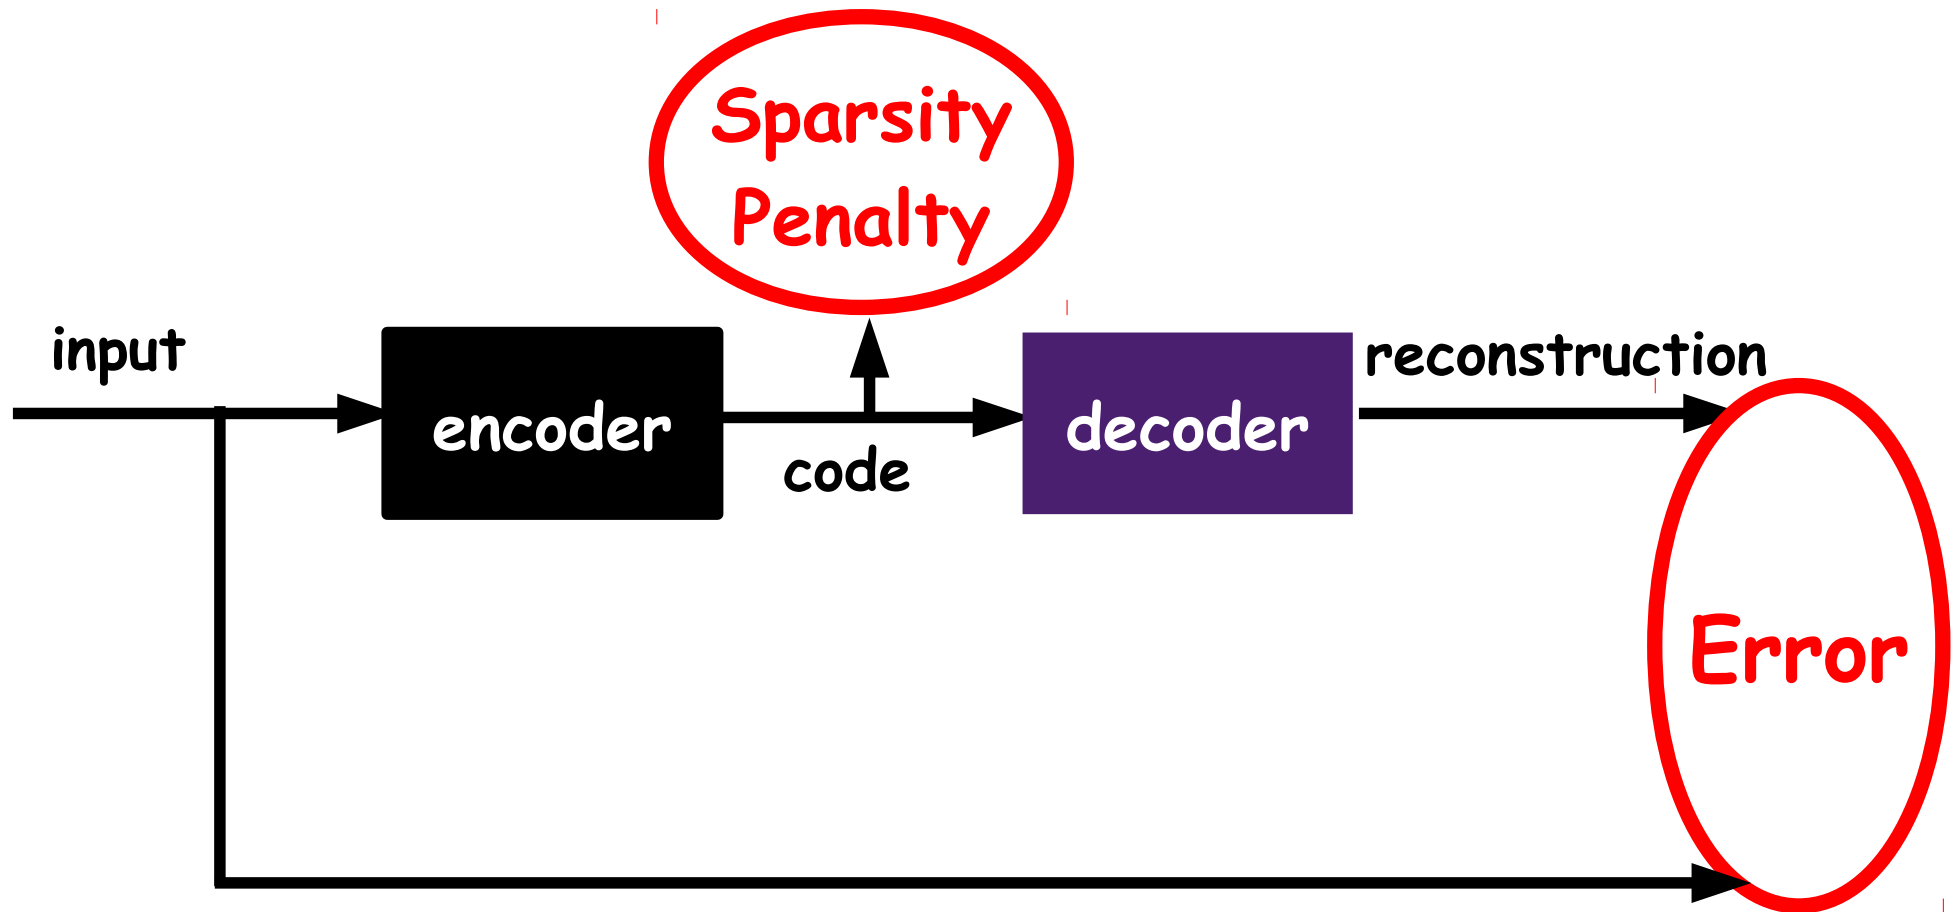 Sparsity
Penalty
input
encoder
code
decoder
reconstruction
Error